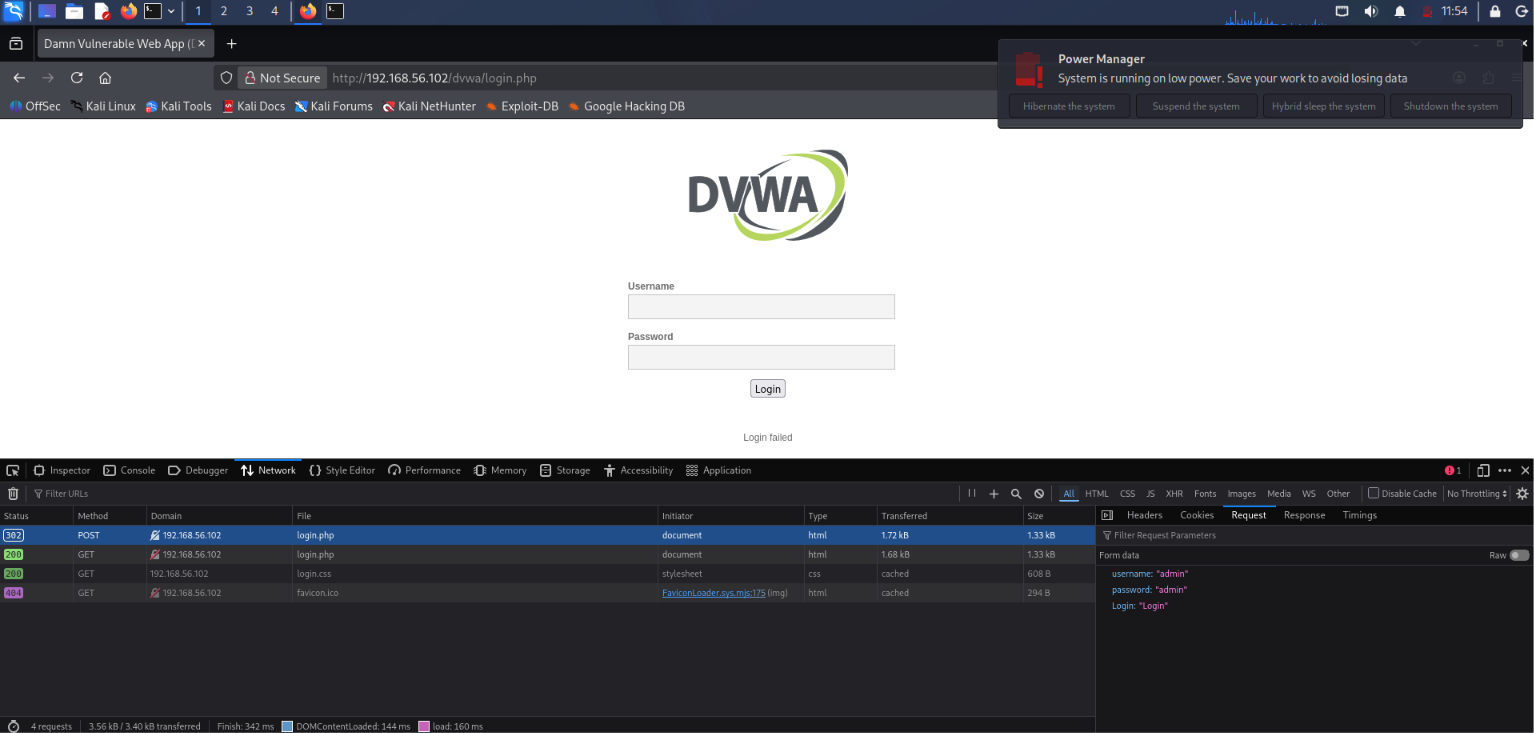 1 2 3 4 11:54
Damn Vulnerable Web App (D
Power Manager
System is running on low power. Save your work to avoid losing data
Hibernate the system Suspend the system Hybrid sleep the system Shutdown the system
Not Secure http://192.168.56.102/dvwa/login.php
OffSec Kali Linux Kali Tools Kali Docs Kali Forums Kali NetHunter Exploit-DB Google Hacking DB
DVWA
Username
Password
Login
Login failed
Inspector Console Debugger Network Style Editor Performance Memory Storage Accessibility Application 1
Filter URLs All HTML CSS JS XHR Fonts Images Media WS Other Disable Cache No Throttling
Status Method Domain File Initiator Type Transferred Size
302 POST 192.168.56.102 login.php document html 1.72 kB 1.33 kB
200 GET 192.168.56.102 login.php document html 1.68 kB 1.33 kB
200 GET 192.168.56.102 login.css stylesheet css cached 608 B
404 GET 192.168.56.102 favicon.ico FaviconLoader.sys.mjs:175 (img) html cached 294 B
Headers Cookies Request Response Timings
Filter Request Parameters
Form data Raw
username: "admin"
password: "admin"
Login: "Login"
4 requests 3.56 kB / 3.40 kB transferred Finish: 342 ms DOMContentLoaded: 144 ms load: 160 ms